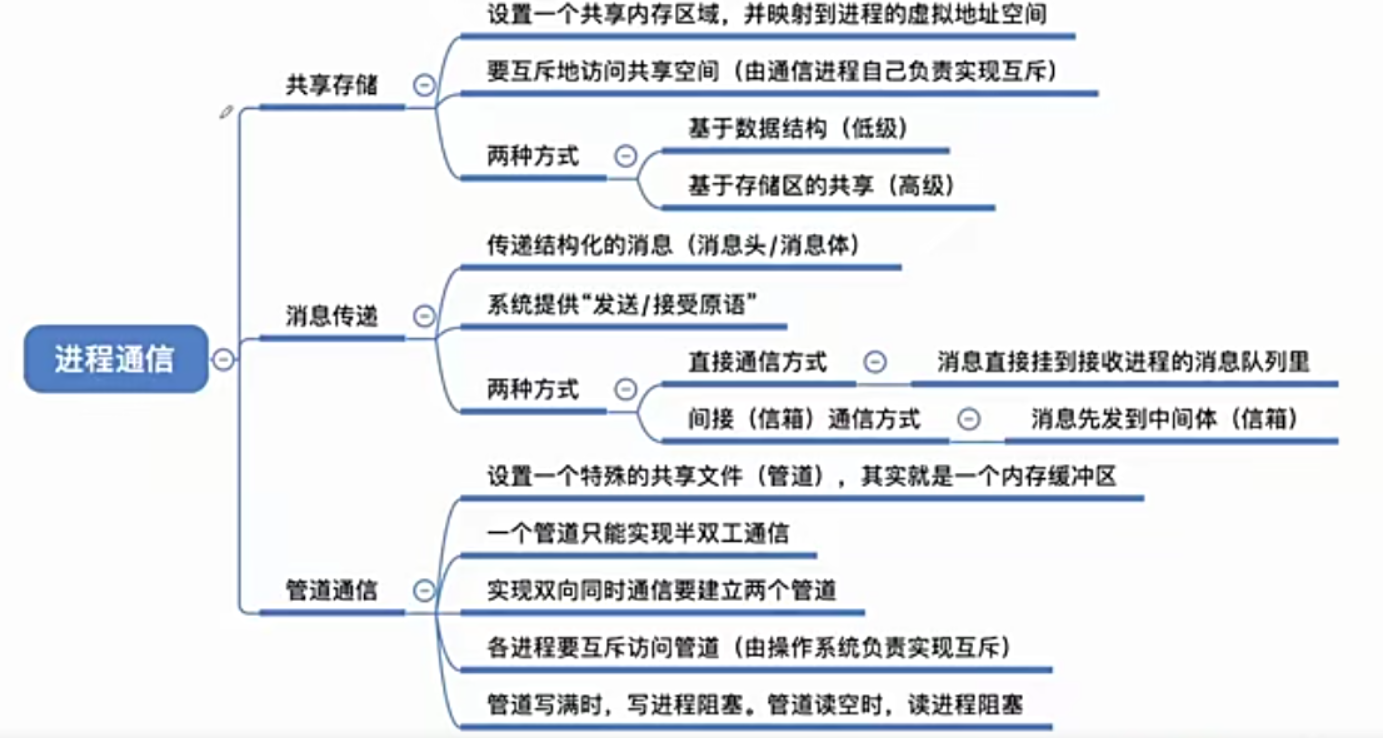 进程通信
共享存储
设置一个共享内存区域，并映射到进程的虚拟地址空间
要互斥地访问共享空间（由通信进程自己负责实现互斥）
两种方式
基于数据结构（低级）
基于存储区的共享（高级）
消息传递
传递结构化的消息（消息头/消息体）
系统提供“发送/接受原语”
两种方式
直接通信方式
消息直接挂到接收进程的消息队列里
间接（信箱）通信方式
消息先发到中间体（信箱）
管道通信
设置一个特殊的共享文件（管道），其实就是一个内存缓冲区
一个管道只能实现半双工通信
实现双向同时通信要建立两个管道
各进程要互斥访问管道（由操作系统负责实现互斥）
管道写满时，写进程阻塞。管道读空时，读进程阻塞